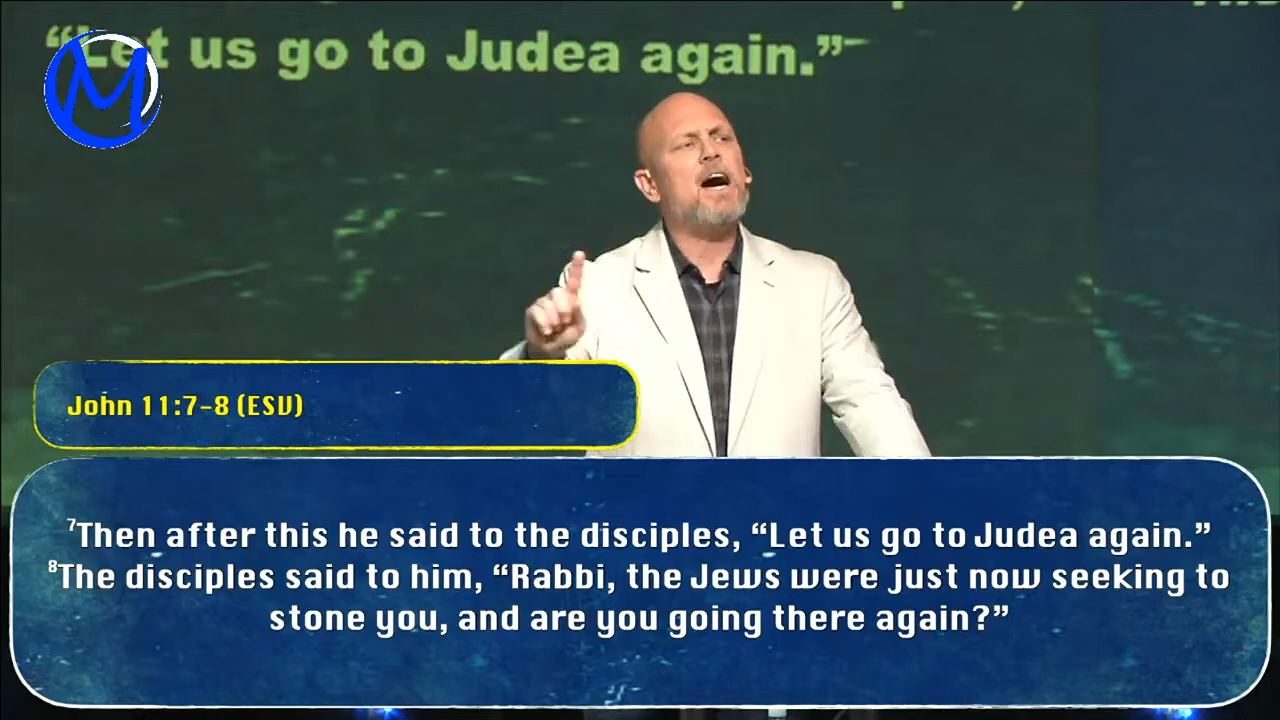 “Let us go to Judea again.”
M
John 11:7-8 (ESV)
⁷Then after this he said to the disciples, “Let us go to Judea again.”
⁸The disciples said to him, “Rabbi, the Jews were just now seeking to
stone you, and are you going there again?”